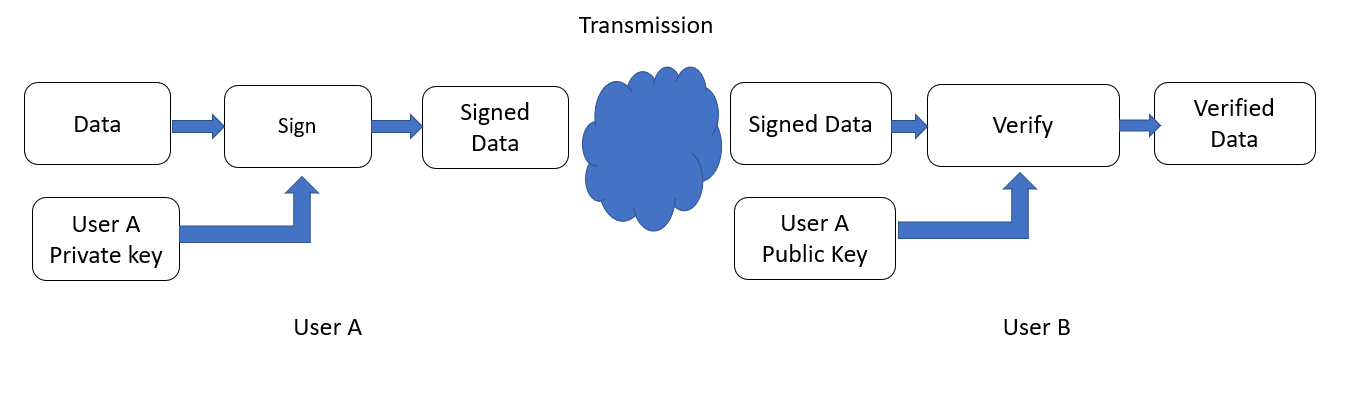 Transmission
Data
Sign
Signed
Data
Signed Data
Verify
Verified
Data
User A
Private key
User A
Public Key
User A
User B